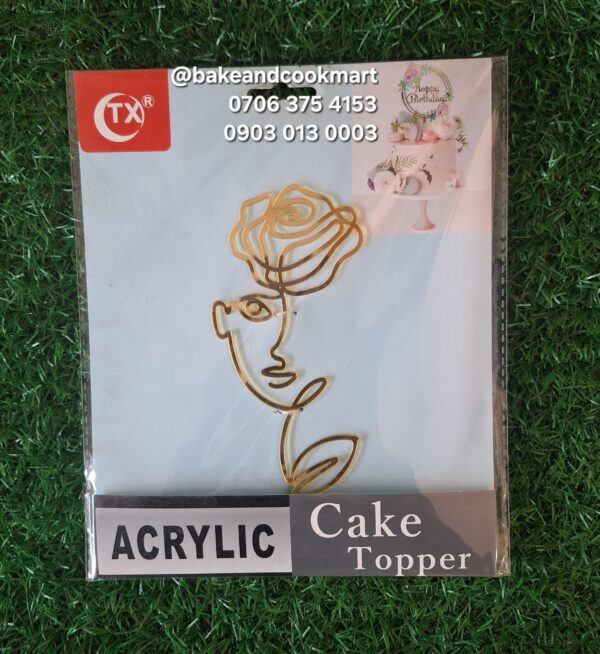 @bakeandcookmart
0706 375 4153
0903 013 0003
TX®
Happy
Birthday
ACRYLIC
Cake
Topper